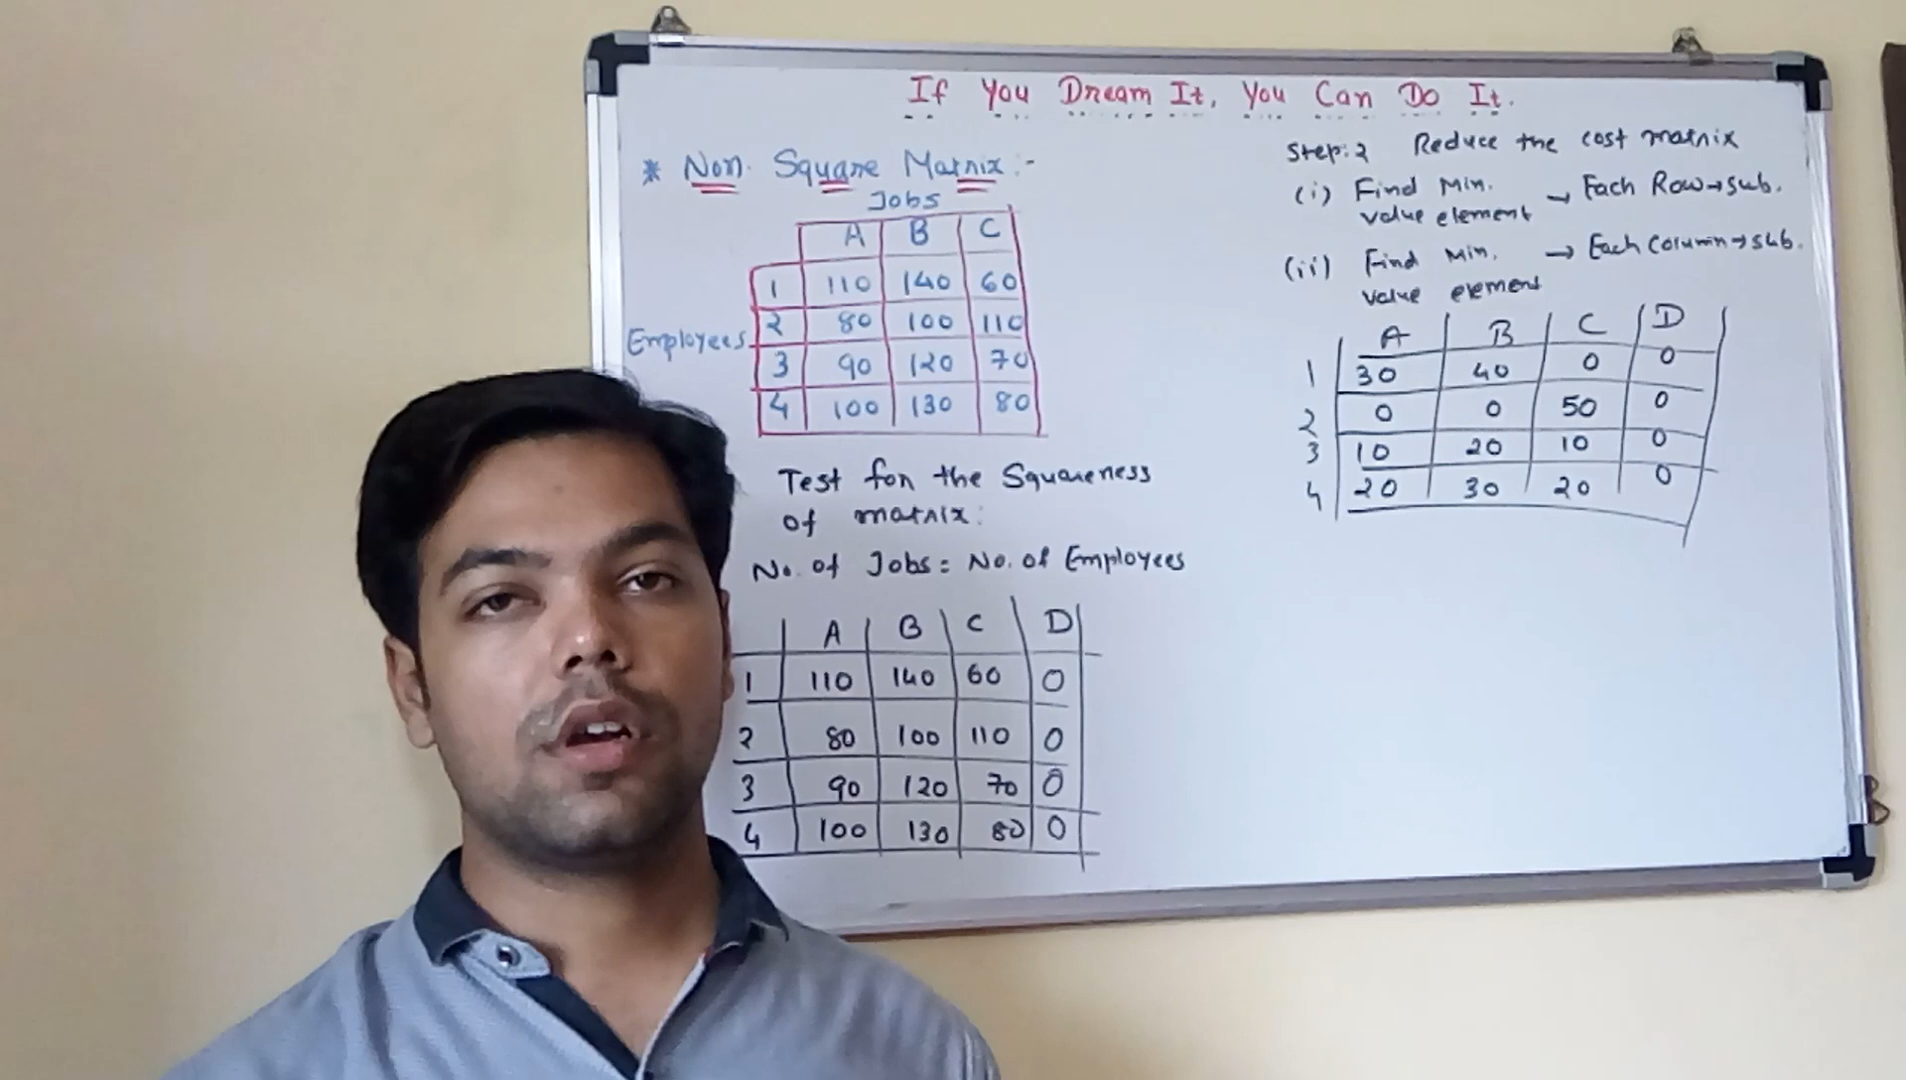 If You Dream It, You Can Do It.
* Non-Square Matrix :-
Jobs
A B C
1 110 140 60
2 80 100 110
Employees
3 90 120 70
4 100 130 80
Test for the Squareness
of matrix:
No. of Jobs = No. of Employees
A B C D
1 110 140 60 0
2 80 100 110 0
3 90 120 70 0
4 100 130 80 0
Step:2 Reduce the cost matrix
(i) Find Min. → Each Row→sub.
value element
(ii) Find Min. → Each Column→sub.
value element
A B C D
1 30 40 0 0
2 0 0 50 0
3 10 20 10 0
4 20 30 20 0